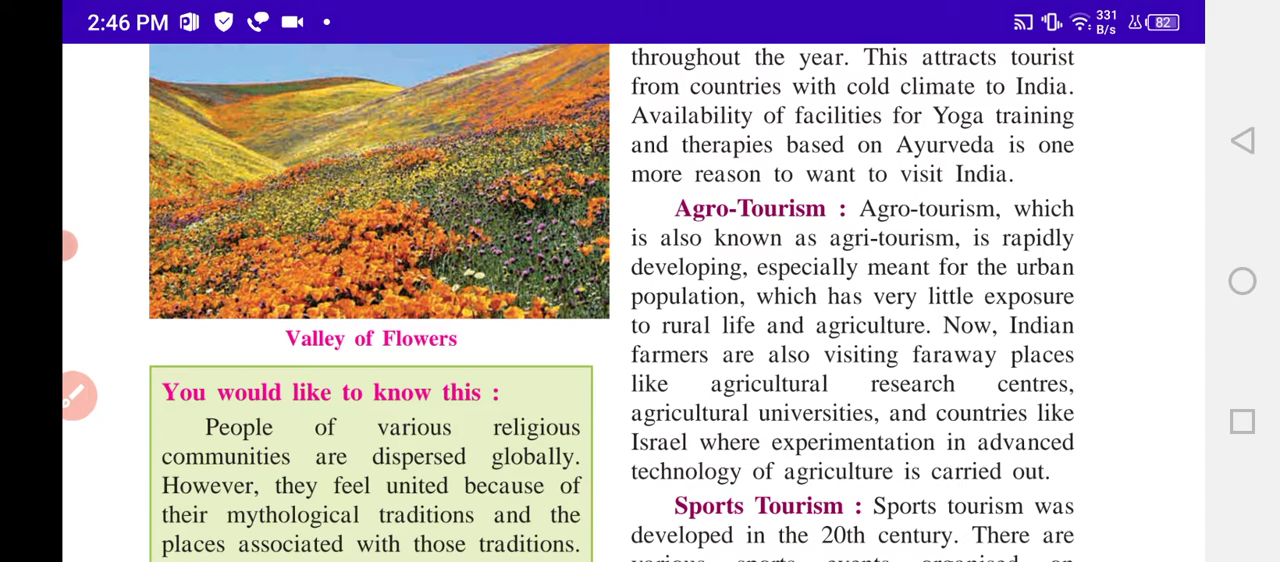 2:46 PM
331
B/s
82
Valley of Flowers
You would like to know this :
People of various religious
communities are dispersed globally.
However, they feel united because of
their mythological traditions and the
places associated with those traditions.
throughout the year. This attracts tourist
from countries with cold climate to India.
Availability of facilities for Yoga training
and therapies based on Ayurveda is one
more reason to want to visit India.
Agro-Tourism : Agro-tourism, which
is also known as agri-tourism, is rapidly
developing, especially meant for the urban
population, which has very little exposure
to rural life and agriculture. Now, Indian
farmers are also visiting faraway places
like agricultural research centres,
agricultural universities, and countries like
Israel where experimentation in advanced
technology of agriculture is carried out.
Sports Tourism : Sports tourism was
developed in the 20th century. There are
various sports events organised on